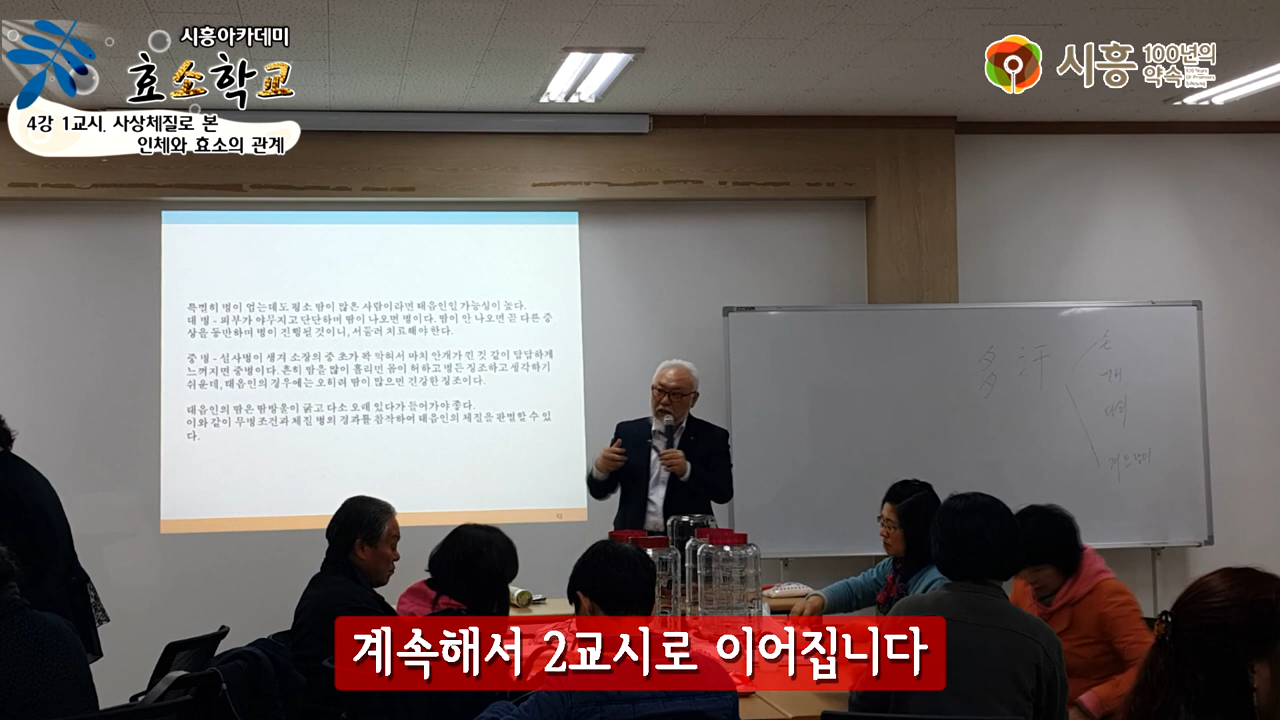 시흥아카데미
효소학교
4강 1교시. 사상체질로 본
인체와 효소의 관계
시흥 100년의
약속
특별히 병이 없는데도 평소 땀이 많은 사람이라면 태음인일 가능성이 높다.
대 병 - 피부가 야무지고 단단하며 땀이 나오면 병이다. 땀이 안 나오면 곧 다른 증
상을 동반하며 병이 진행될 것이니, 서둘러 치료해야 한다.
중 병 - 설사병이 생겨 소장의 중 초가 꽉 막혀서 마치 안개가 낀 것 같이 답답하게
느껴지면 중병이다. 흔히 땀을 많이 흘리면 몸이 허하고 병든 징조하고 생각하기
쉬운데, 태음인의 경우에는 오히려 땀이 많으면 건강한 징조이다.
태음인의 땀은 땀방울이 굵고 다소 오래 있다가 들어가야 좋다.
이와 같이 무병조건과 체질 병의 경과를 참작하여 태음인의 체질을 판별할 수 있
다.
多汗
계속해서 2교시로 이어집니다